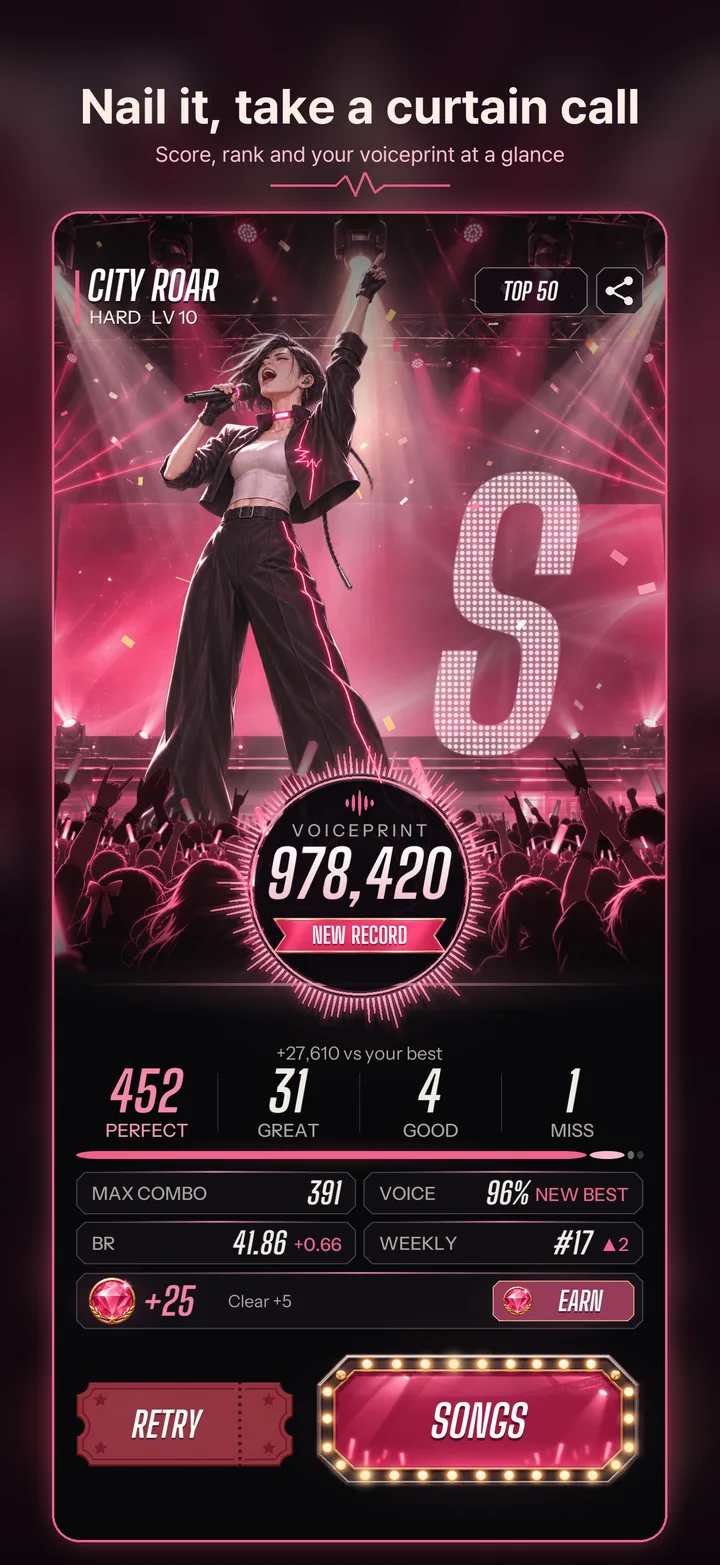 Nail it, take a curtain call
Score, rank and your voiceprint at a glance
CITY ROAR
HARD LV 10
TOP 50
S
VOICEPRINT
978,420
NEW RECORD
+27,610 vs your best
452 31 4 1
PERFECT GREAT GOOD MISS
MAX COMBO 391
VOICE 96% NEW BEST
BR 41.86 +0.66
WEEKLY #17 ▲2
+25 Clear +5 EARN
RETRY
SONGS